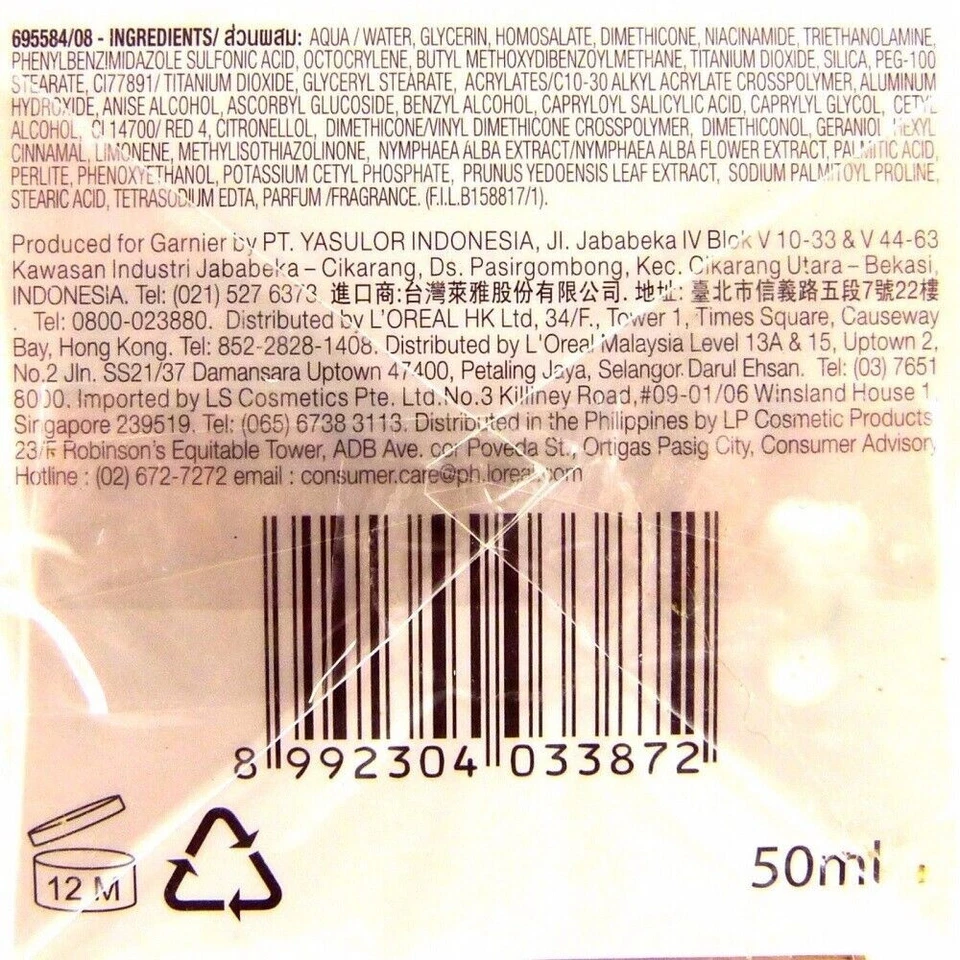 695584/08 - INGREDIENTS/ ส่วนผสม: AQUA / WATER, GLYCERIN, HOMOSALATE, DIMETHICONE, NIACINAMIDE, TRIETHANOLAMINE,
PHENYLBENZIMIDAZOLE SULFONIC ACID, OCTOCRYLENE, BUTYL METHOXYDIBENZOYLMETHANE, TITANIUM DIOXIDE, SILICA, PEG-100
STEARATE, CI77891/ TITANIUM DIOXIDE, GLYCERYL STEARATE, ACRYLATES/C10-30 ALKYL ACRYLATE CROSSPOLYMER, ALUMINUM
HYDROXIDE, ANISE ALCOHOL, ASCORBYL GLUCOSIDE, BENZYL ALCOHOL, CAPRYLOYL SALICYLIC ACID, CAPRYLYL GLYCOL, CETYL
ALCOHOL, CI 14700/ RED 4, CITRONELLOL, DIMETHICONE/VINYL DIMETHICONE CROSSPOLYMER, DIMETHICONOL, GERANIOL HEXYL
CINNAMAL, LIMONENE, METHYLISOTHIAZOLINONE, NYMPHAEA ALBA EXTRACT/NYMPHAEA ALBA FLOWER EXTRACT, PALMITIC ACID,
PERLITE, PHENOXYETHANOL, POTASSIUM CETYL PHOSPHATE, PRUNUS YEDOENSIS LEAF EXTRACT, SODIUM PALMITOYL PROLINE,
STEARIC ACID, TETRASODIUM EDTA, PARFUM /FRAGRANCE. (F.I.L.B158817/1).
Produced for Garnier by PT. YASULOR INDONESIA, Jl. Jababeka IV Blok V 10-33 & V 44-63
Kawasan Industri Jababeka – Cikarang, Ds. Pasirgombong, Kec. Cikarang Utara – Bekasi,
INDONESIA. Tel: (021) 527 6373. 進口商:台灣萊雅股份有限公司. 地址: 臺北市信義路五段7號22樓
. Tel: 0800-023880. Distributed by L'OREAL HK Ltd, 34/F., Tower 1, Times Square, Causeway
Bay, Hong Kong. Tel: 852-2828-1408. Distributed by L'Oreal Malaysia Level 13A & 15, Uptown 2,
No.2 Jln. SS21/37 Damansara Uptown 47400, Petaling Jaya, Selangor Darul Ehsan. Tel: (03) 7651
8000. Imported by LS Cosmetics Pte. Ltd.No.3 Killiney Road,#09-01/06 Winsland House 1,
Singapore 239519. Tel: (065) 6738 3113. Distributed in the Philippines by LP Cosmetic Products
23/F Robinson's Equitable Tower, ADB Ave. cor Poveda St., Ortigas Pasig City, Consumer Advisory
Hotline : (02) 672-7272 email : consumer.care@ph.loreal.com
8 992304 033872
12 M
50ml